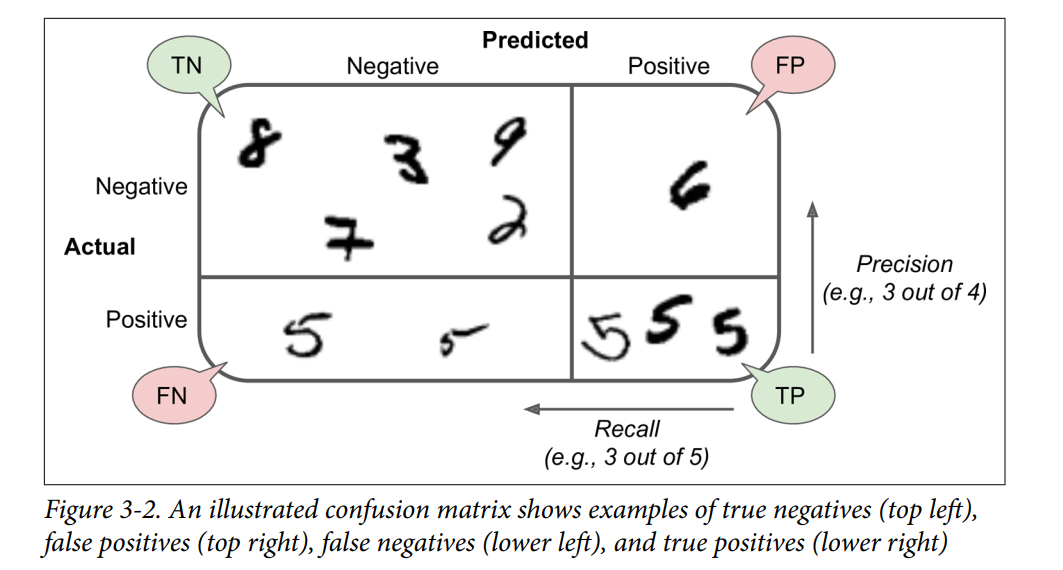 Predicted
TN
Negative
Positive
FP
8
3
9
6
Negative
7
2
Actual
Precision
(e.g., 3 out of 4)
Positive
5
5
5
5
5
FN
TP
Recall
(e.g., 3 out of 5)
Figure 3-2. An illustrated confusion matrix shows examples of true negatives (top left),
false positives (top right), false negatives (lower left), and true positives (lower right)